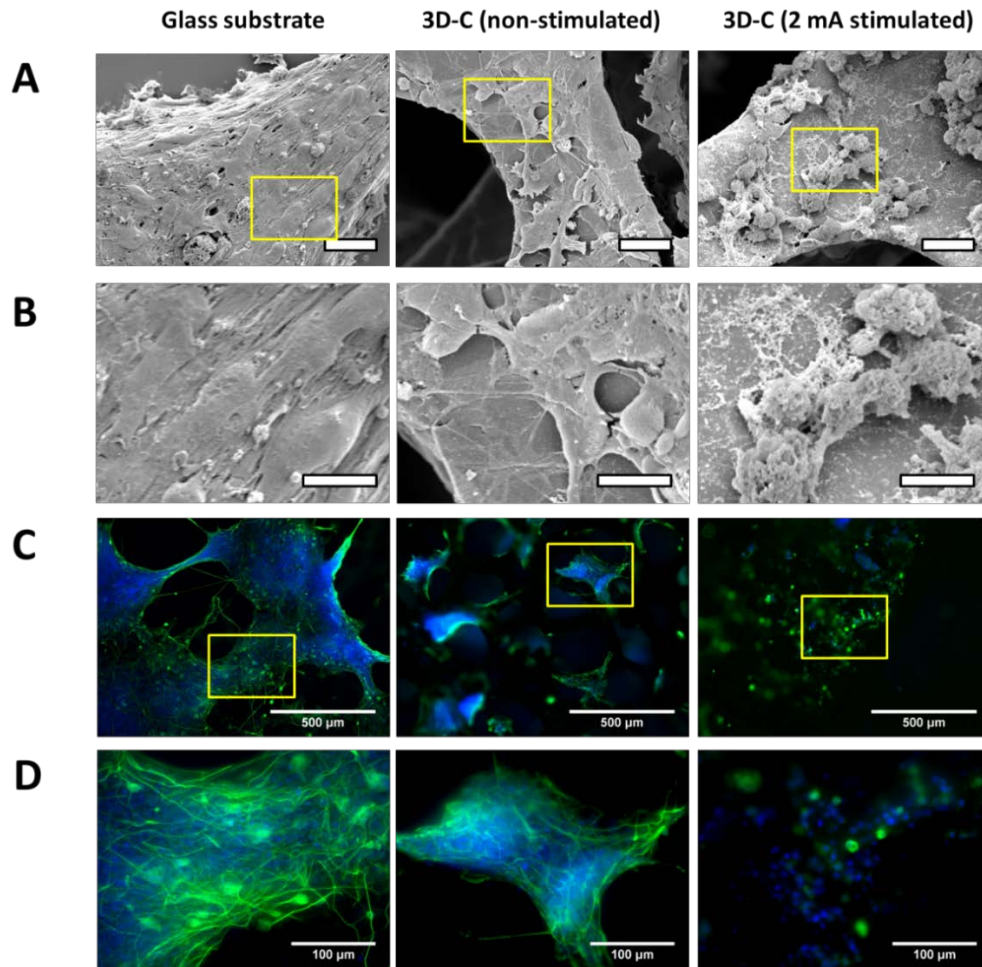 Glass substrate 3D-C (non-stimulated) 3D-C (2 mA stimulated)
A
B
C
500 µm 500 µm 500 µm
D
100 µm 100 µm 100 µm